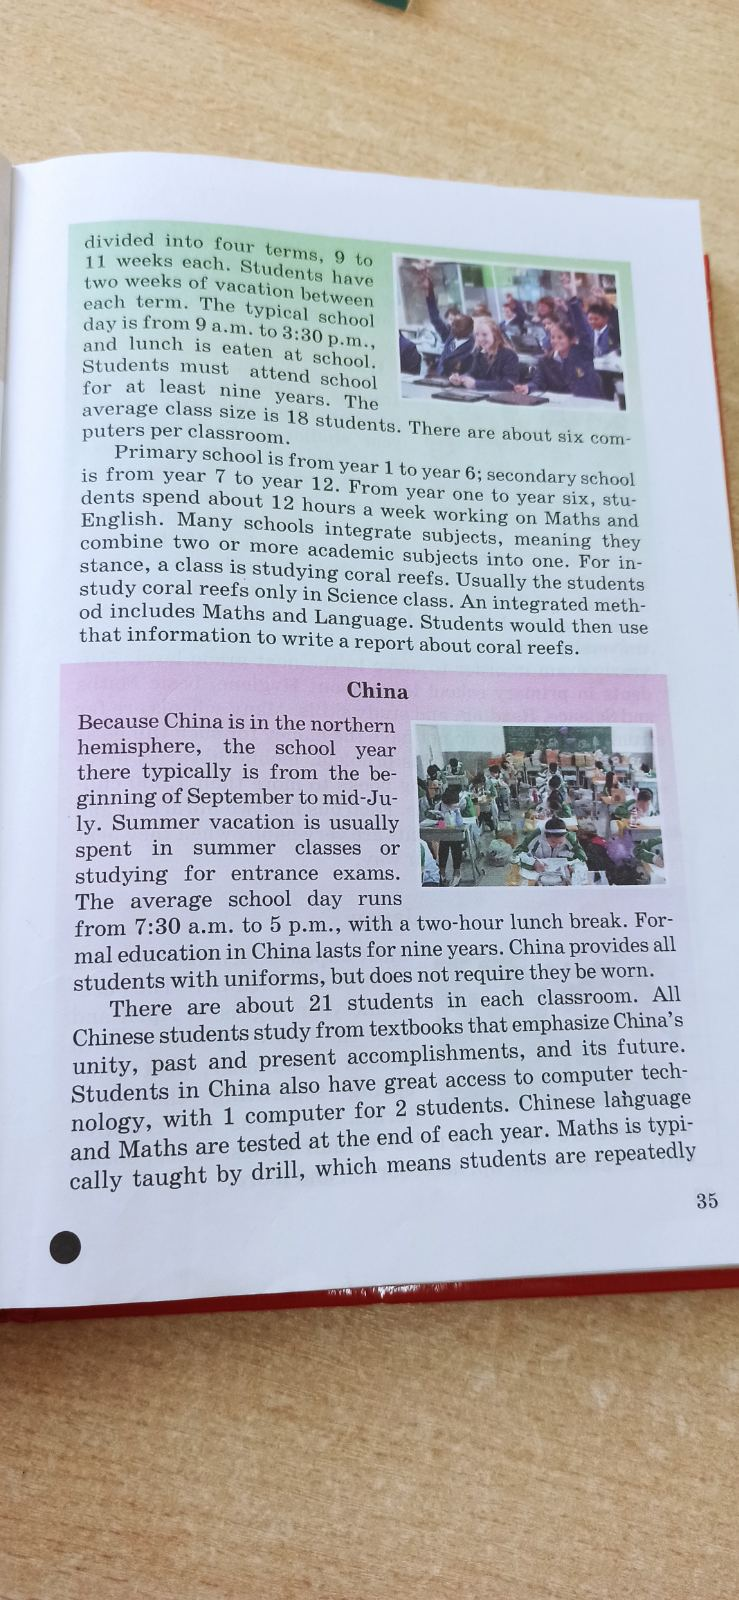 divided into four terms, 9 to
11 weeks each. Students have
two weeks of vacation between
each term. The typical school
day is from 9 a.m. to 3:30 p.m.,
and lunch is eaten at school.
Students must attend school
for at least nine years. The
average class size is 18 students. There are about six com-
puters per classroom.
Primary school is from year 1 to year 6; secondary school
is from year 7 to year 12. From year one to year six, stu-
dents spend about 12 hours a week working on Maths and
English. Many schools integrate subjects, meaning they
combine two or more academic subjects into one. For in-
stance, a class is studying coral reefs. Usually the students
study coral reefs only in Science class. An integrated meth-
od includes Maths and Language. Students would then use
that information to write a report about coral reefs.
China
Because China is in the northern
hemisphere, the school year
there typically is from the be-
ginning of September to mid-Ju-
ly. Summer vacation is usually
spent in summer classes or
studying for entrance exams.
The average school day runs
from 7:30 a.m. to 5 p.m., with a two-hour lunch break. For-
mal education in China lasts for nine years. China provides all
students with uniforms, but does not require they be worn.
There are about 21 students in each classroom. All
Chinese students study from textbooks that emphasize China's
unity, past and present accomplishments, and its future.
Students in China also have great access to computer tech-
nology, with 1 computer for 2 students. Chinese language
and Maths are tested at the end of each year. Maths is typi-
cally taught by drill, which means students are repeatedly
35